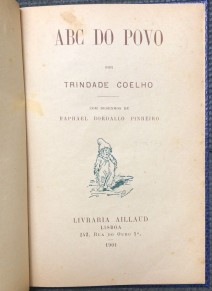 ABC DO POVO
POR
TRINDADE COELHO
COM DESENHOS DE
RAPHAEL BORDALLO PINHEIRO
LIVRARIA AILLAUD
LISBOA
242, RUA DO OURO 1º,
1901